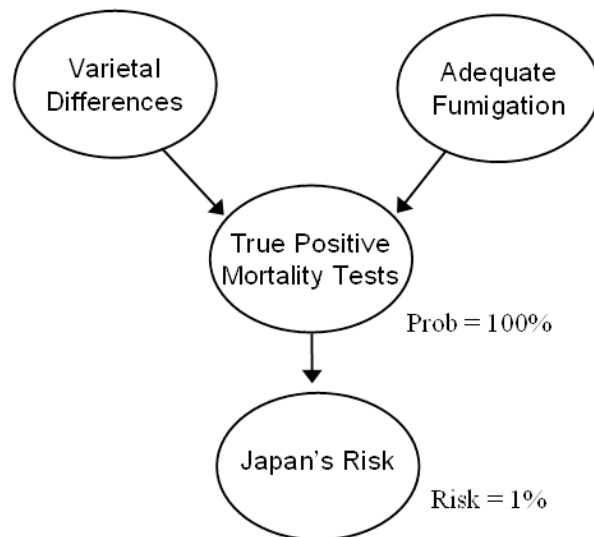 Varietal
Differences
Adequate
Fumigation
True Positive
Mortality Tests
Prob = 100%
Japan's Risk
Risk = 1%